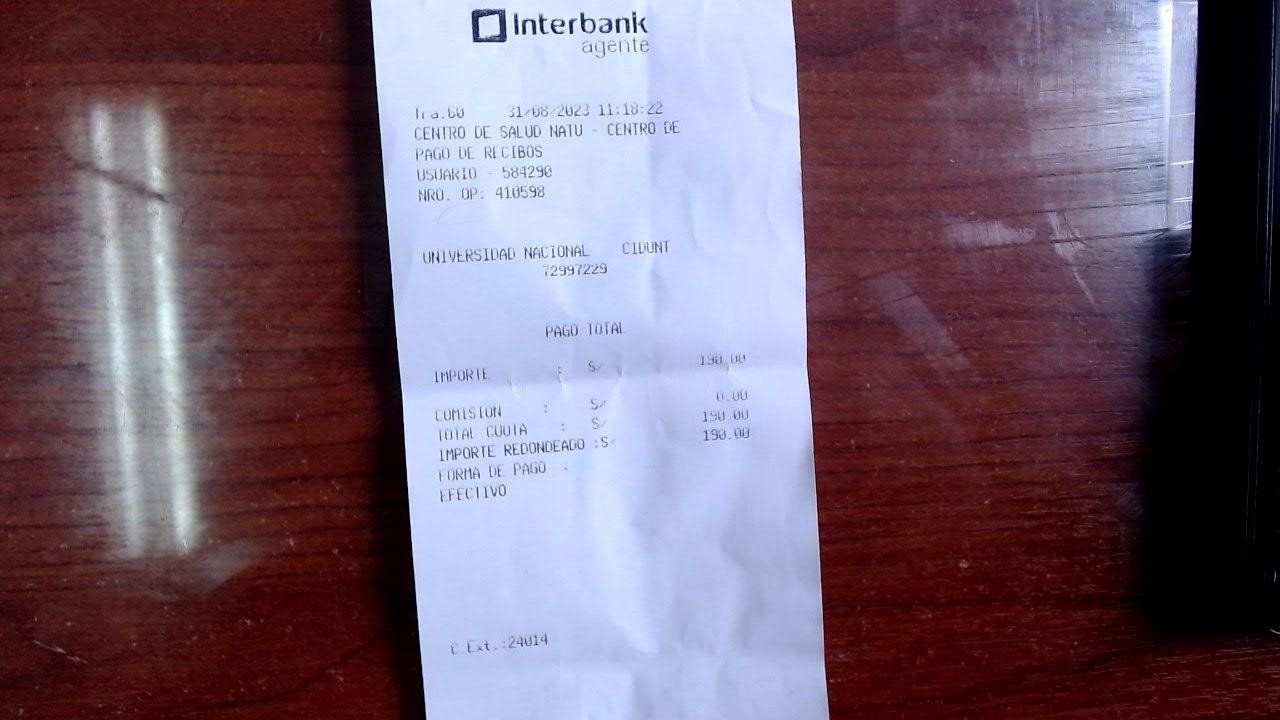 Interbank
agente
Tra.60 31/08/2023 11:18:22
CENTRO DE SALUD NATU - CENTRO DE
PAGO DE RECIBOS
USUARIO - 584290
NRO. OP: 410598
UNIVERSIDAD NACIONAL CIDUNT
72997229
PAGO TOTAL
IMPORTE : S/ 190.00
COMISION : S/ 0.00
TOTAL CUOTA : S/ 190.00
IMPORTE REDONDEADO :S/ 190.00
FORMA DE PAGO :
EFECTIVO
C.Ext.:24014